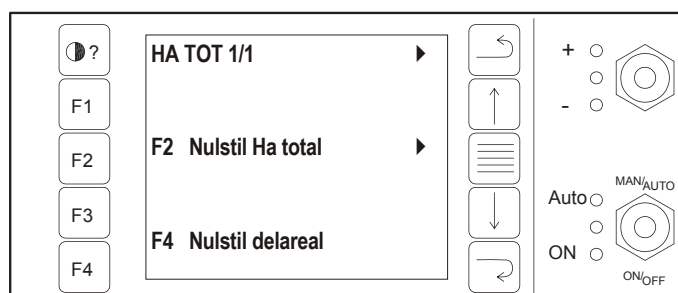 ?
F1
F2
F3
F4
HA TOT 1/1
F2 Nulstil Ha total
F4 Nulstil delareal
+
-
MAN/AUTO
Auto
ON
ON/OFF